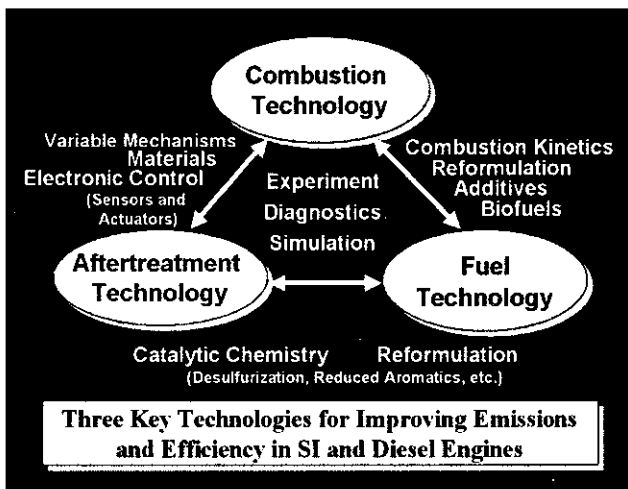 Combustion
Technology
Variable Mechanisms
Materials
Electronic Control
(Sensors and
Actuators)
Combustion Kinetics
Reformulation
Additives
Biofuels
Experiment
Diagnostics
Simulation
Aftertreatment
Technology
Fuel
Technology
Catalytic Chemistry Reformulation
(Desulfurization, Reduced Aromatics, etc.)
Three Key Technologies for Improving Emissions
and Efficiency in SI and Diesel Engines